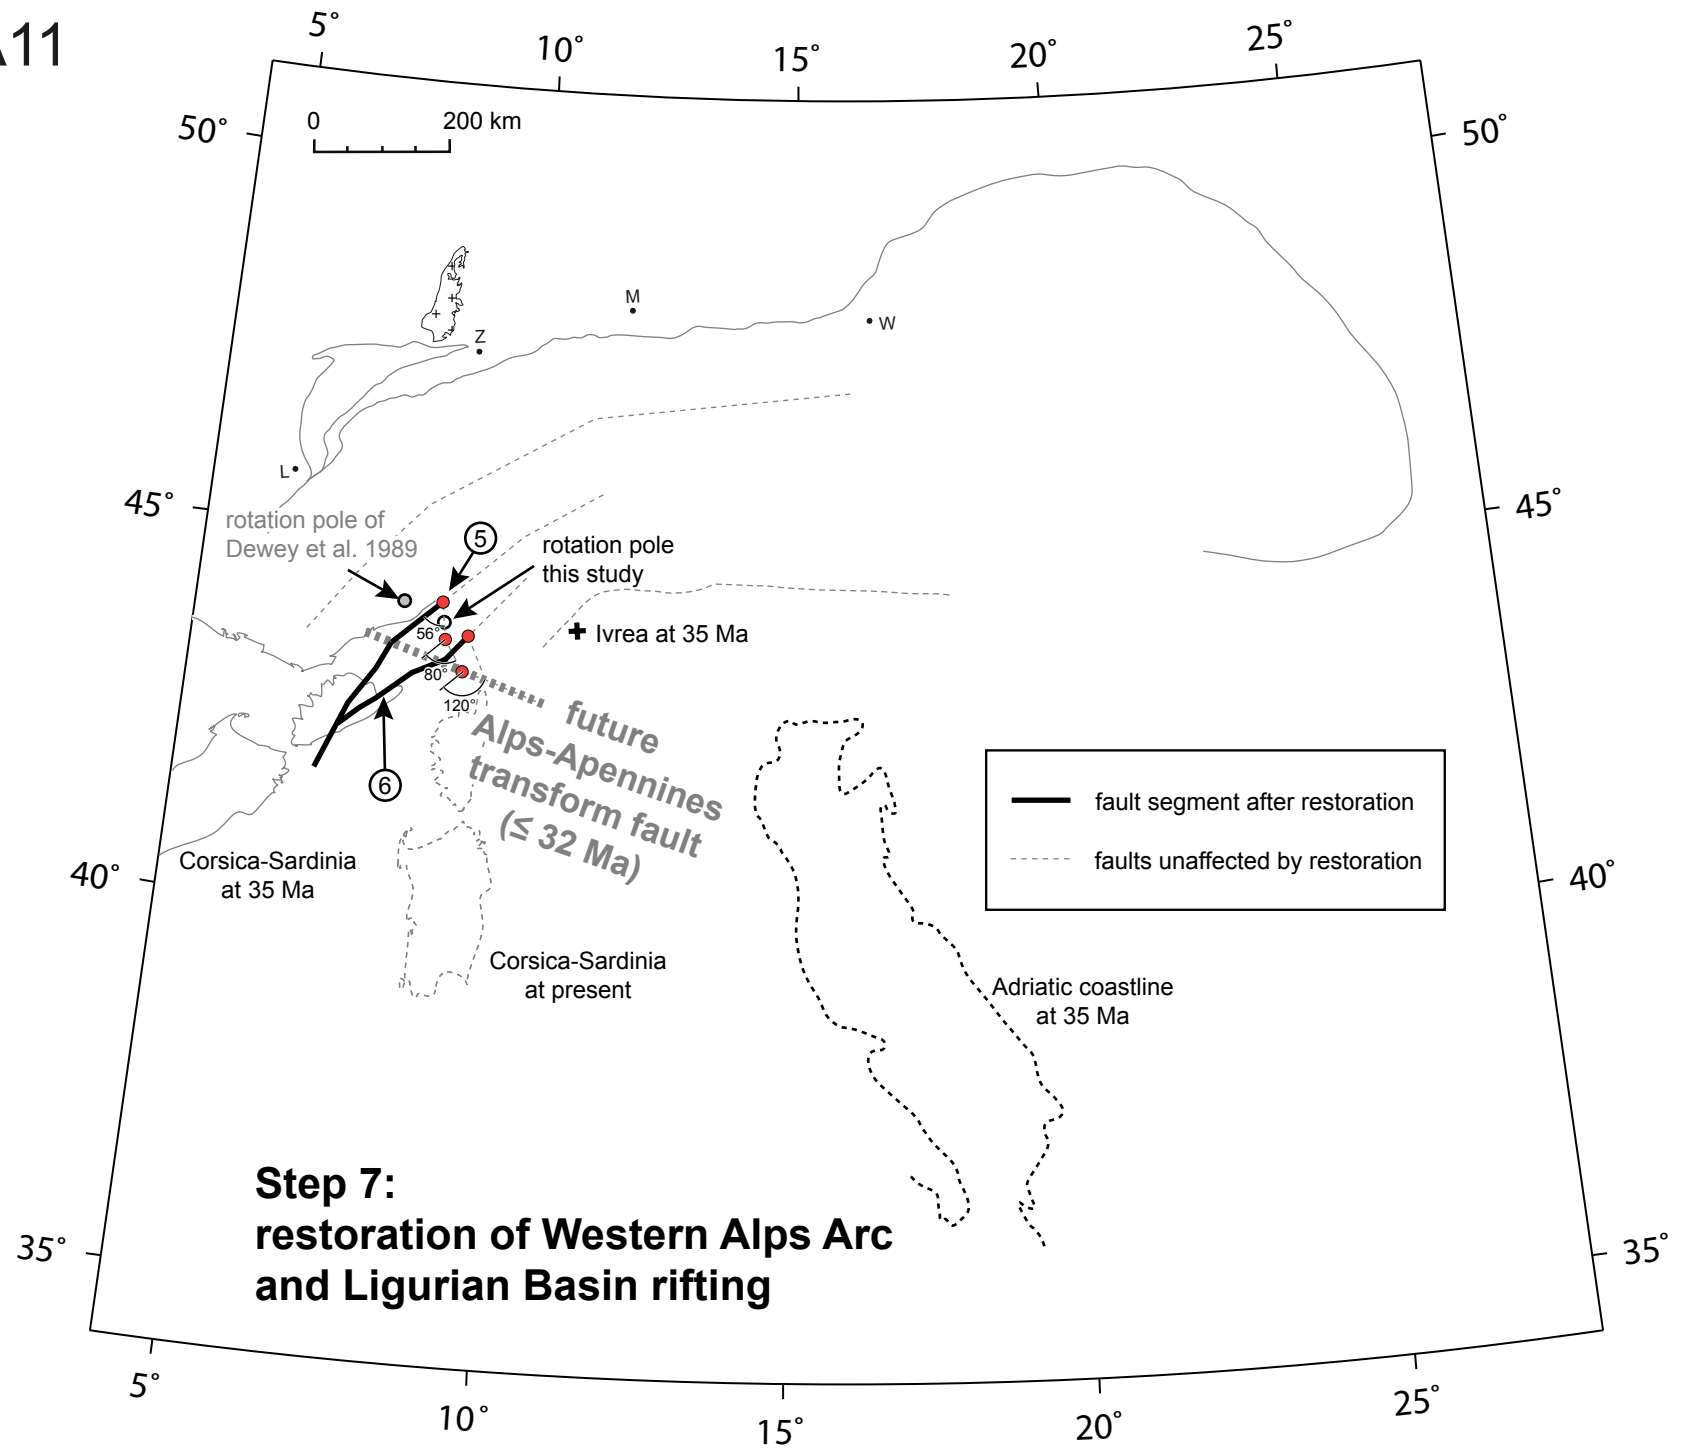 A11
5°
10°
15°
20°
25°
50°
50°
0 200 km
M
Z
W
L
45°
45°
rotation pole of
Dewey et al. 1989
5
rotation pole
this study
56°
Ivrea at 35 Ma
80°
120°
future
Alps-Apennines
transform fault
(≤ 32 Ma)
6
fault segment after restoration
faults unaffected by restoration
Corsica-Sardinia
at 35 Ma
40°
40°
Corsica-Sardinia
at present
Adriatic coastline
at 35 Ma
Step 7:
restoration of Western Alps Arc
and Ligurian Basin rifting
35°
35°
5°
10°
15°
20°
25°